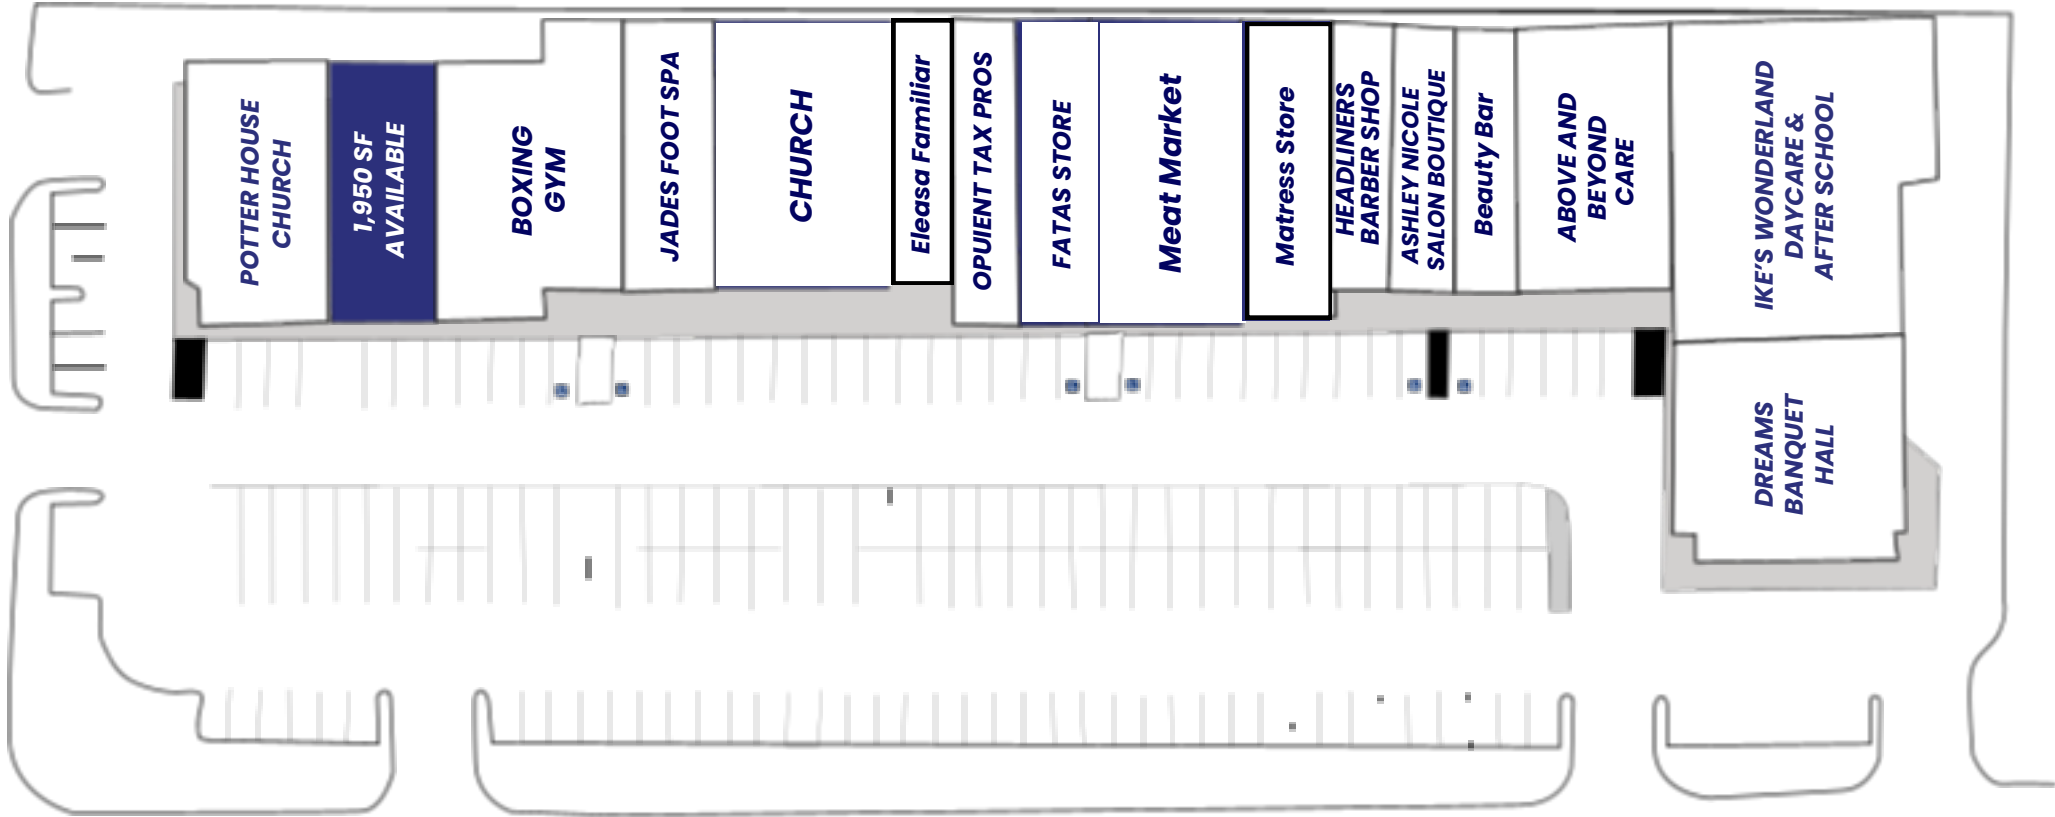 POTTER HOUSE
CHURCH
1,950 SF
AVAILABLE
BOXING
GYM
JADES FOOT SPA
CHURCH
Eleasa Familiar
OPUIENT TAX PROS
FATAS STORE
Meat Market
Matress Store
HEADLINERS
BARBER SHOP
ASHLEY NICOLE
SALON BOUTIQUE
Beauty Bar
ABOVE AND
BEYOND
CARE
IKE'S WONDERLAND
DAYCARE &
AFTER SCHOOL
DREAMS
BANQUET
HALL